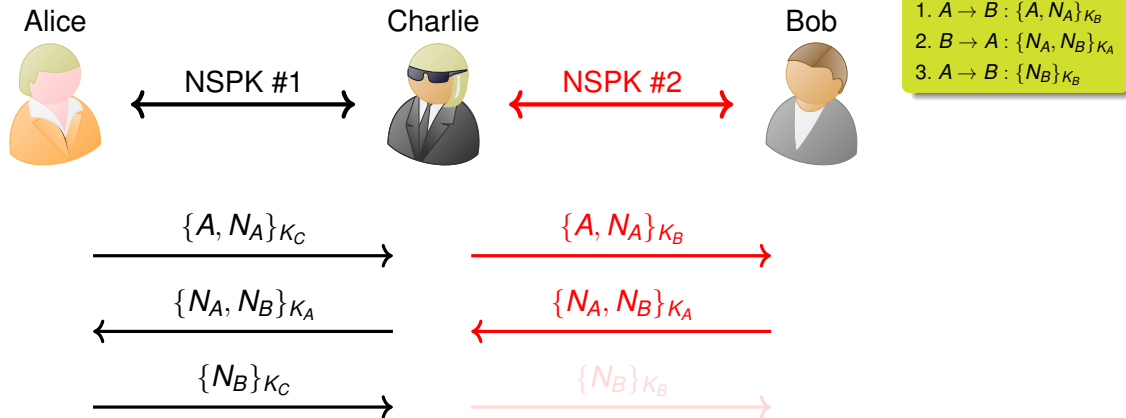 Alice Charlie Bob
1. A → B : {A, N_A}_{K_B}
2. B → A : {N_A, N_B}_{K_A}
3. A → B : {N_B}_{K_B}
NSPK #1 NSPK #2
{A, N_A}_{K_C} {A, N_A}_{K_B}
{N_A, N_B}_{K_A} {N_A, N_B}_{K_A}
{N_B}_{K_C} {N_B}_{K_B}